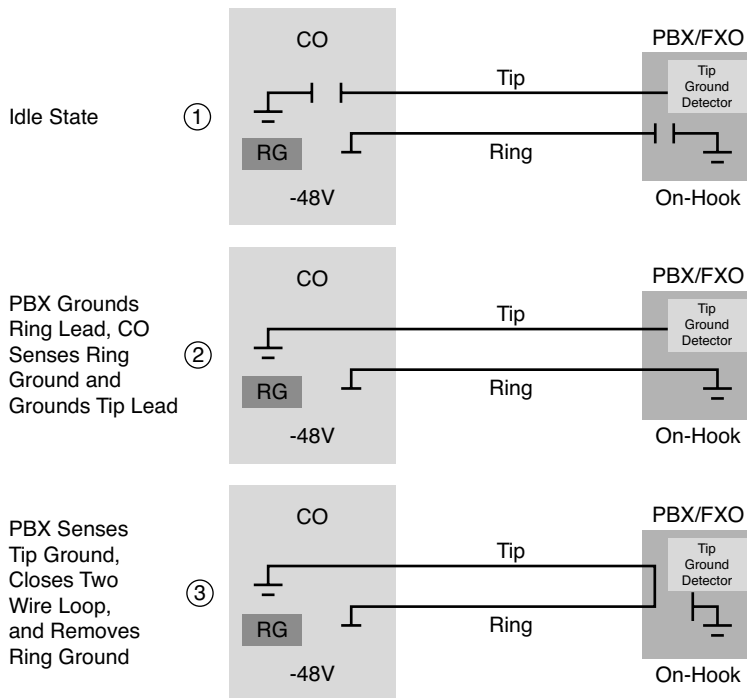 CO
PBX/FXO
Tip
Tip
Ground
Detector
Idle State
1
RG
Ring
-48V
On-Hook
CO
PBX/FXO
PBX Grounds
Ring Lead, CO
Senses Ring
Ground and
Grounds Tip Lead
2
Tip
Tip
Ground
Detector
RG
Ring
-48V
On-Hook
CO
PBX/FXO
PBX Senses
Tip Ground,
Closes Two
Wire Loop,
and Removes
Ring Ground
3
Tip
Tip
Ground
Detector
RG
Ring
-48V
On-Hook